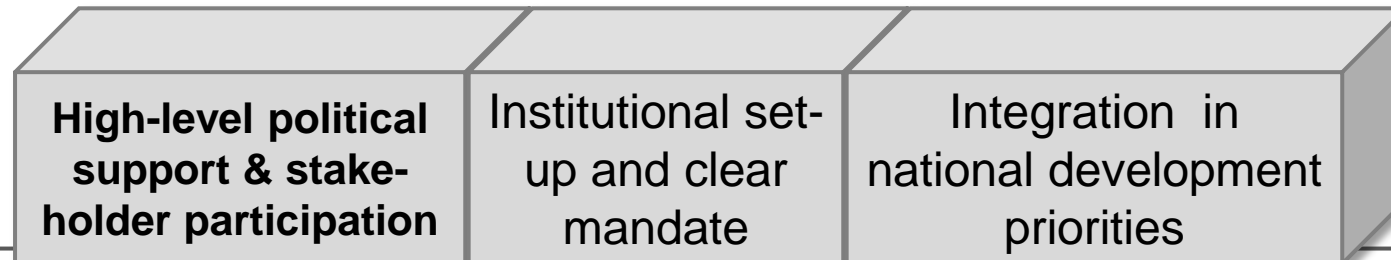 High-level political
support & stake-
holder participation
Institutional set-
up and clear
mandate
Integration in
national development
priorities